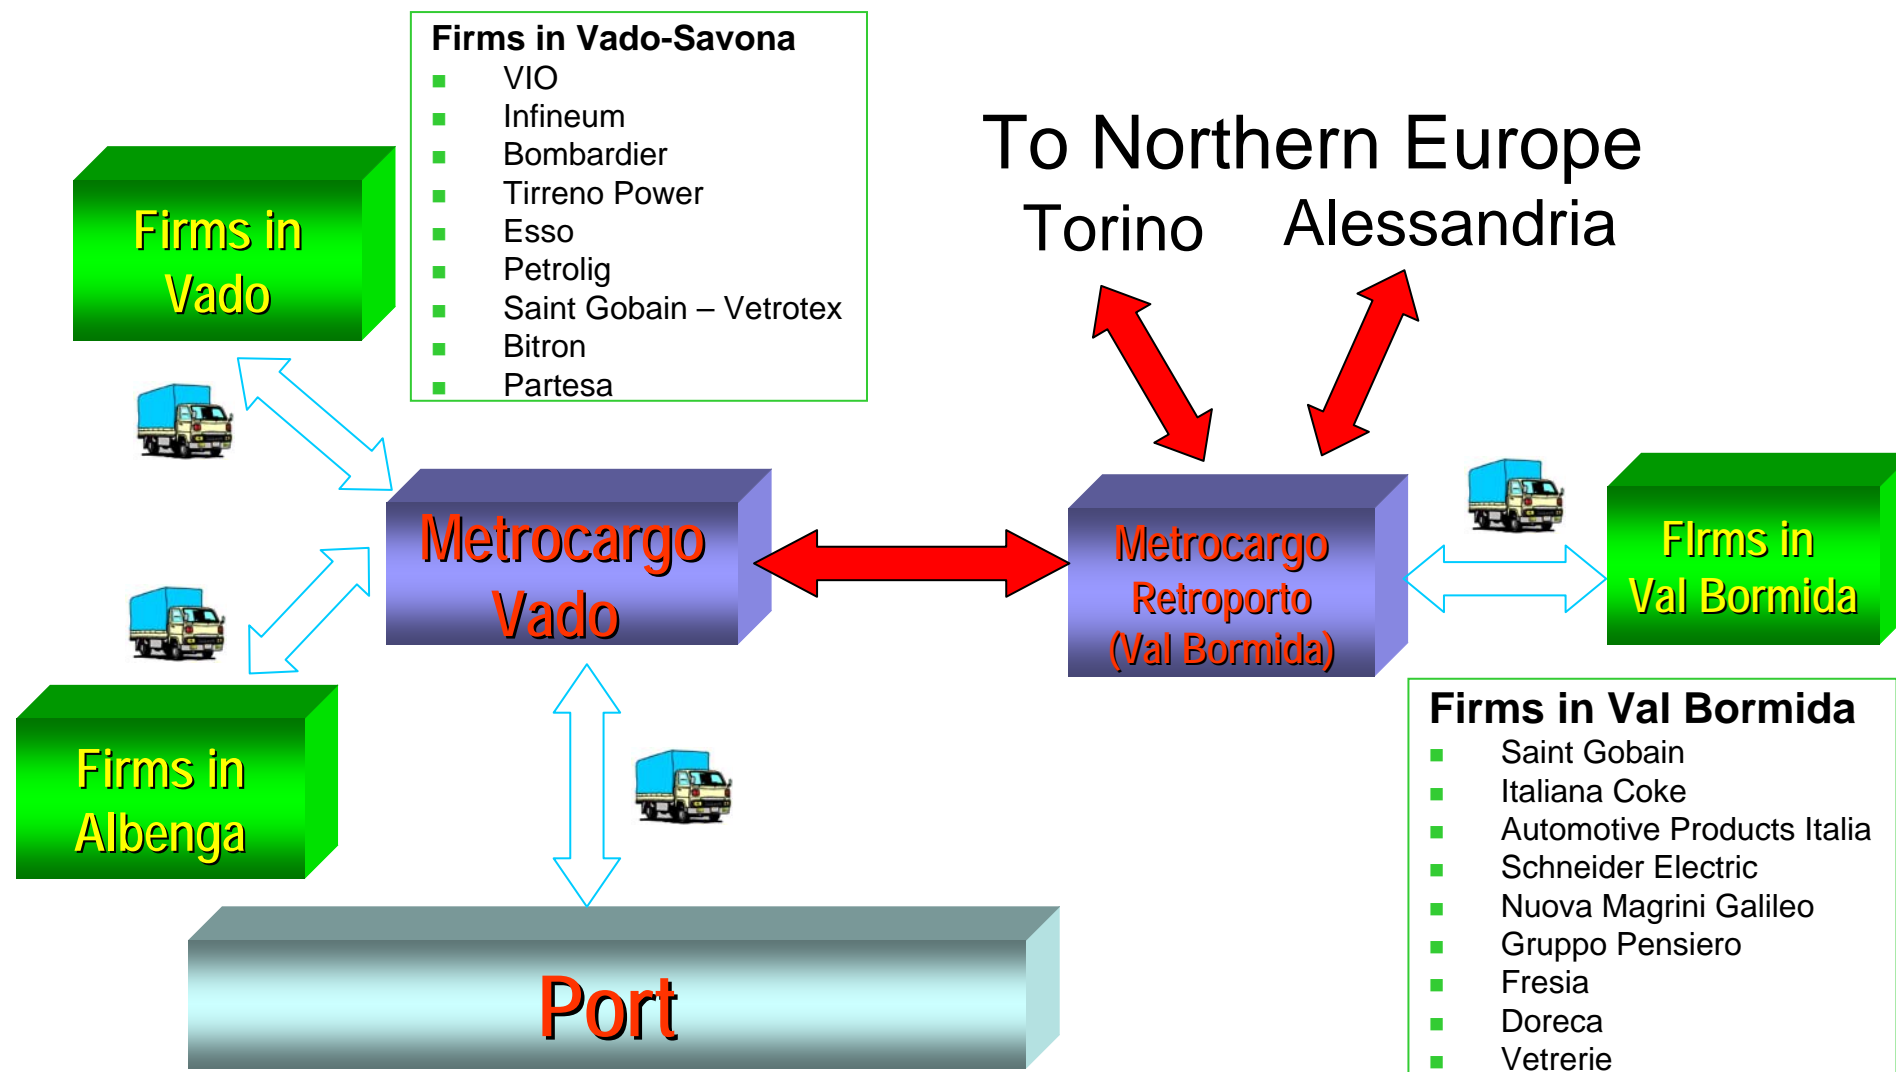 Firms in Vado-Savona
VIO
Infineum
Bombardier
Tirreno Power
Esso
Petrolig
Saint Gobain – Vetrotex
Bitron
Partesa
To Northern Europe
Torino
Alessandria
Firms in
Vado
Metrocargo
Vado
Metrocargo
Retroporto
(Val Bormida)
FIrms in
Val Bormida
Firms in
Albenga
Port
Firms in Val Bormida
Saint Gobain
Italiana Coke
Automotive Products Italia
Schneider Electric
Nuova Magrini Galileo
Gruppo Pensiero
Fresia
Doreca
Vetrerie